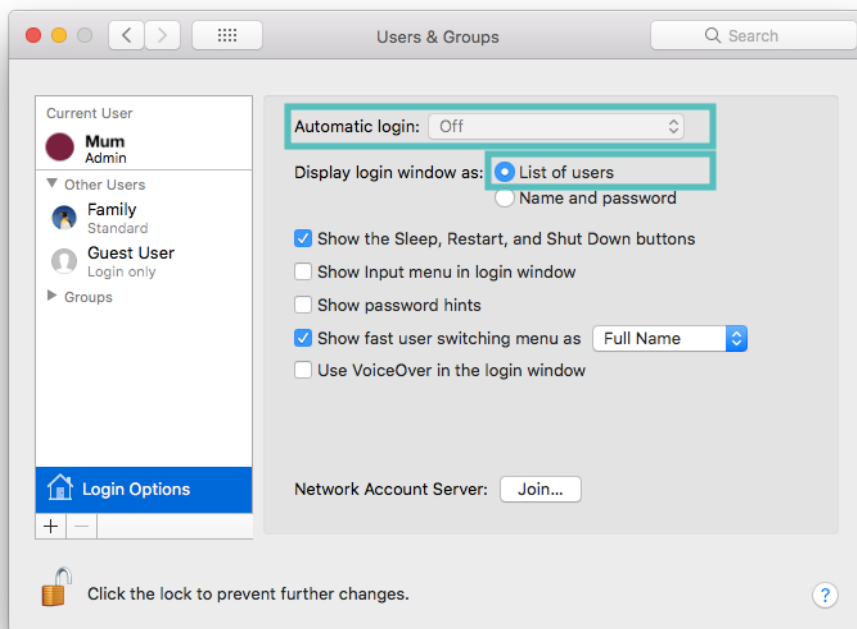 Users & Groups
Search
Current User
Mum
Admin
Other Users
Family
Standard
Guest User
Login only
Groups
Login Options
Automatic login: Off
Display login window as: List of users
Name and password
Show the Sleep, Restart, and Shut Down buttons
Show Input menu in login window
Show password hints
Show fast user switching menu as Full Name
Use VoiceOver in the login window
Network Account Server: Join...
Click the lock to prevent further changes.
?